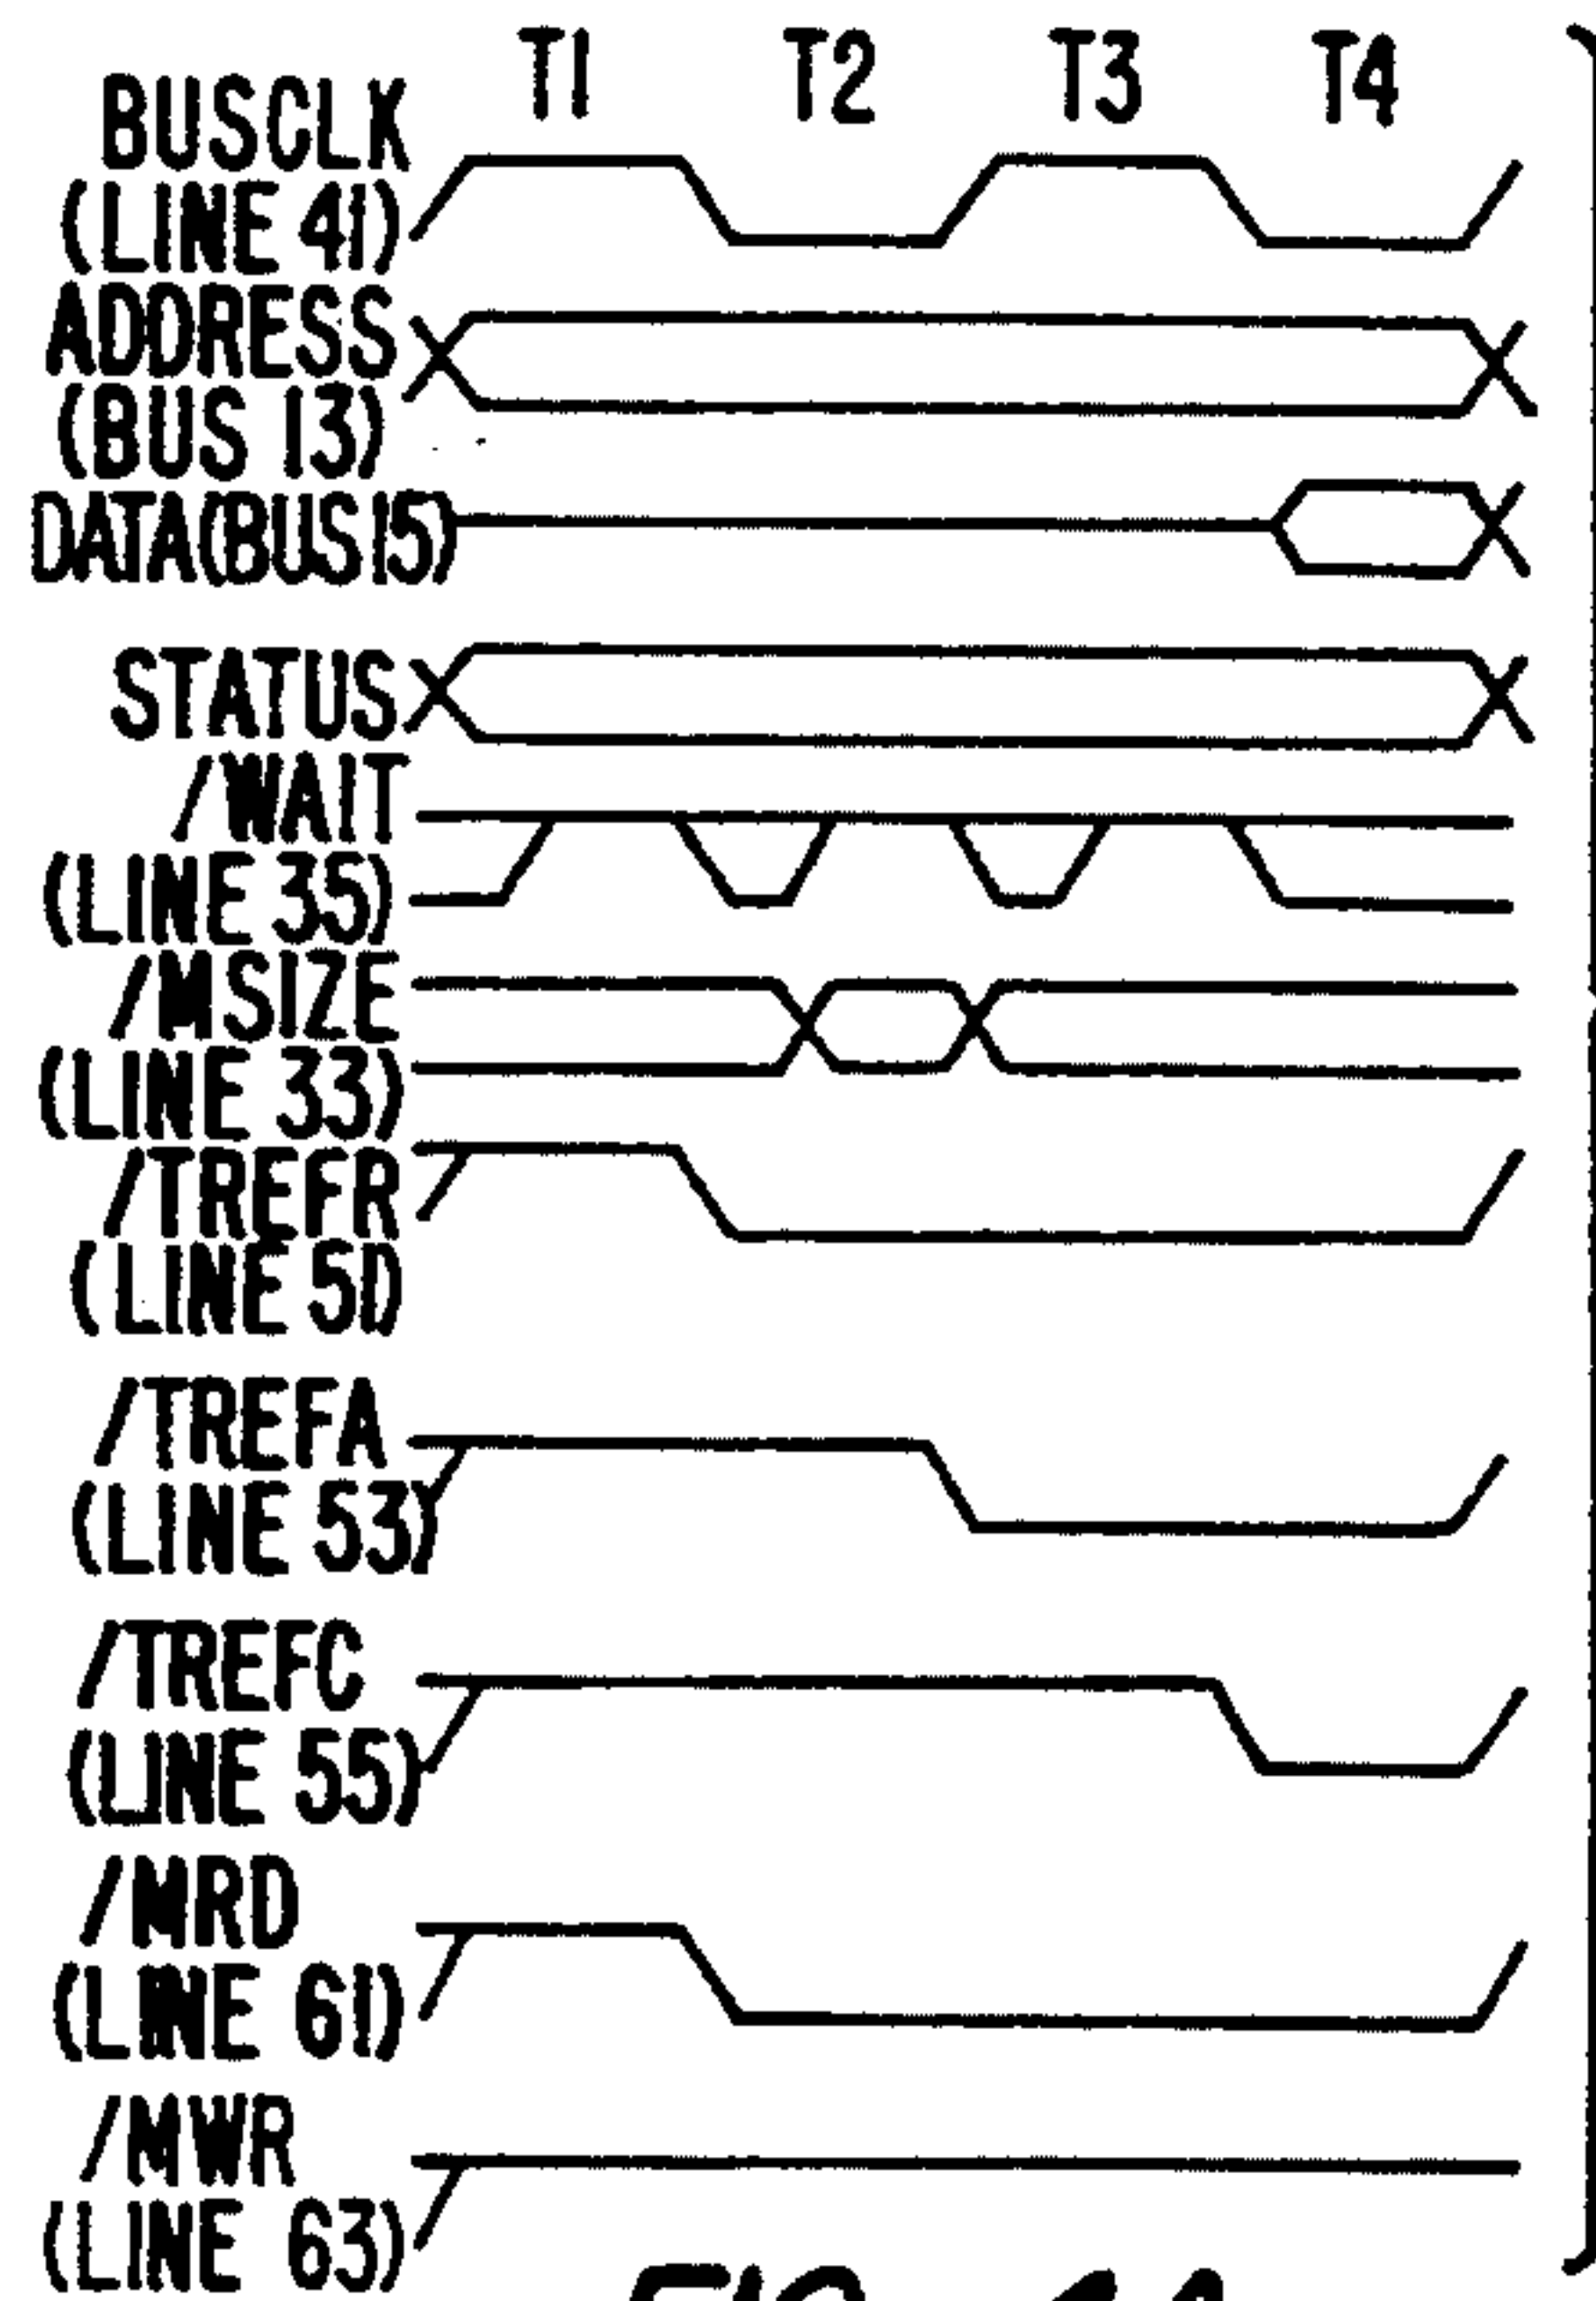 T1 T2 T3 T4
BUSCLK
(LINE 41)
ADDRESS
(BUS 13)
DATA(BUS15)
STATUS
/WAIT
(LINE 35)
/MSIZE
(LINE 33)
/TREFR
(LINE 51)
/TREFA
(LINE 53)
/TREFC
(LINE 55)
/MRD
(LINE 61)
/MWR
(LINE 63)